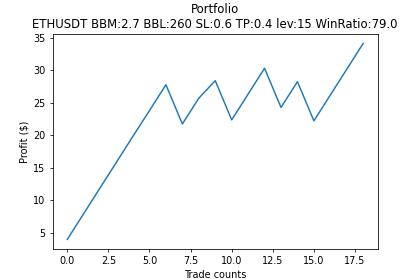 Portfolio
ETHUSDT BBM:2.7 BBL:260 SL:0.6 TP:0.4 lev:15 WinRatio:79.0
35
30
25
20
15
10
5
Profit ($)
0.0 2.5 5.0 7.5 10.0 12.5 15.0 17.5
Trade counts